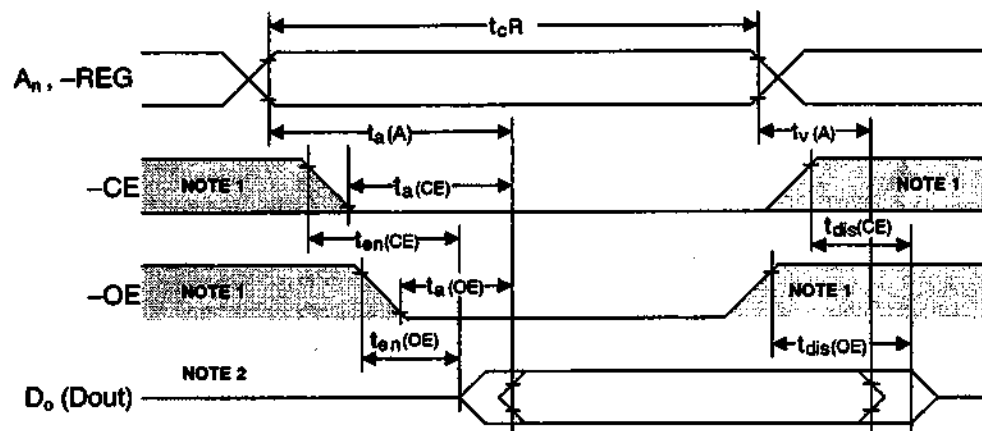 tcR
An, –REG
ta(A)
tv(A)
–CE
NOTE 1
ta(CE)
NOTE 1
ten(CE)
tdis(CE)
–OE
NOTE 1
ta(OE)
NOTE 1
ten(OE)
tdis(OE)
NOTE 2
Do (Dout)